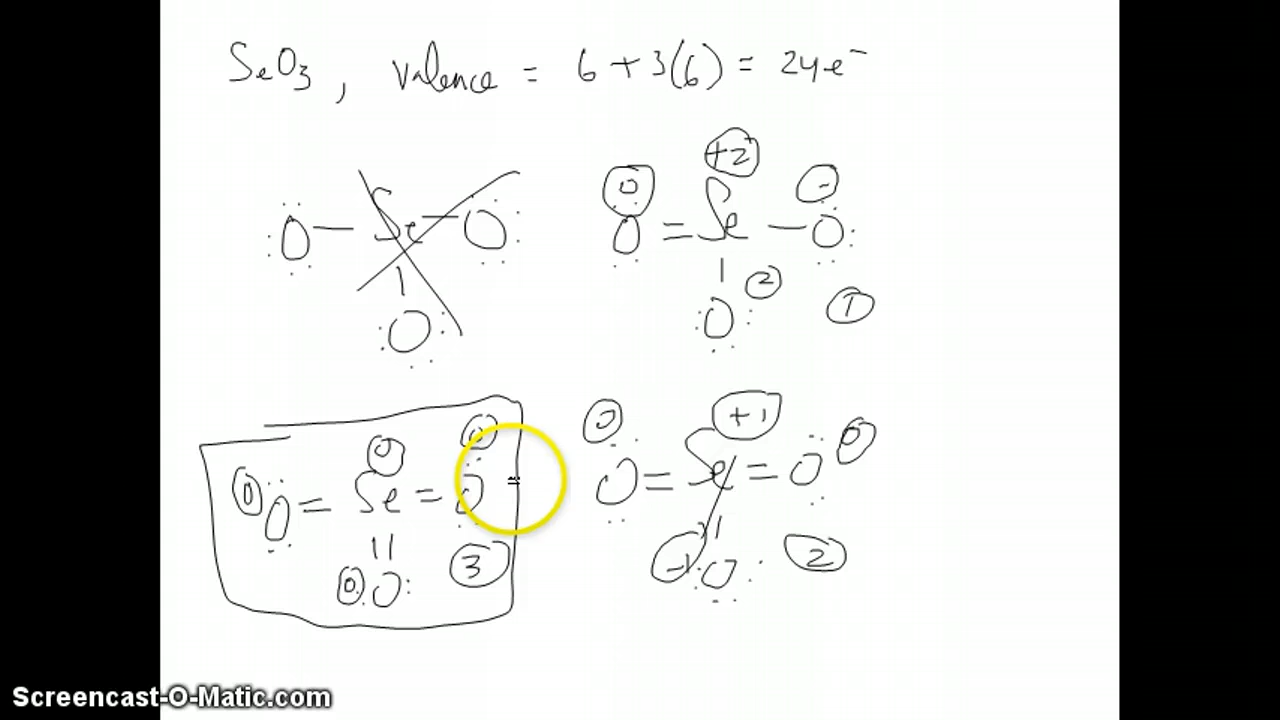 SeO3, valence = 6 + 3(6) = 24e⁻
O — Se — O
|
O
0 +2 -
O = Se — O
| 2
O 1
0 0
0 O = Se = O =
||
0 O 3
0 +1 0
O = Se = O
|
-1 O 2
Screencast-O-Matic.com